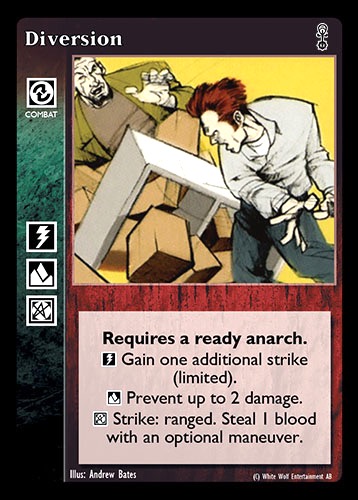 Diversion
COMBAT
Requires a ready anarch.
Gain one additional strike
(limited).
Prevent up to 2 damage.
Strike: ranged. Steal 1 blood
with an optional maneuver.
Illus: Andrew Bates
(C) White Wolf Entertainment AB